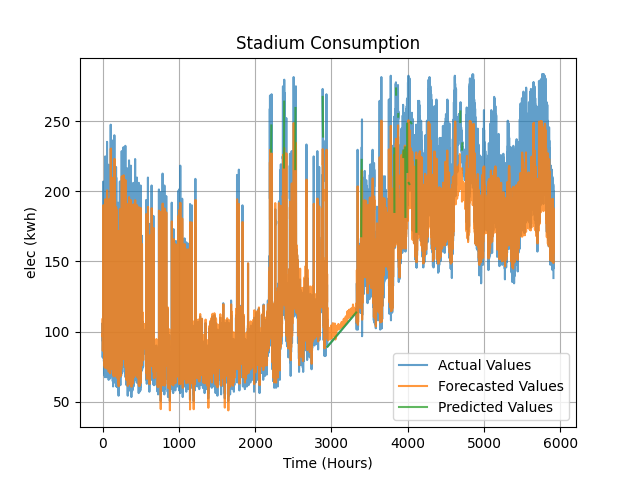 Stadium Consumption
elec (kwh)
250
200
150
100
50
0 1000 2000 3000 4000 5000 6000
Time (Hours)
Actual Values
Forecasted Values
Predicted Values